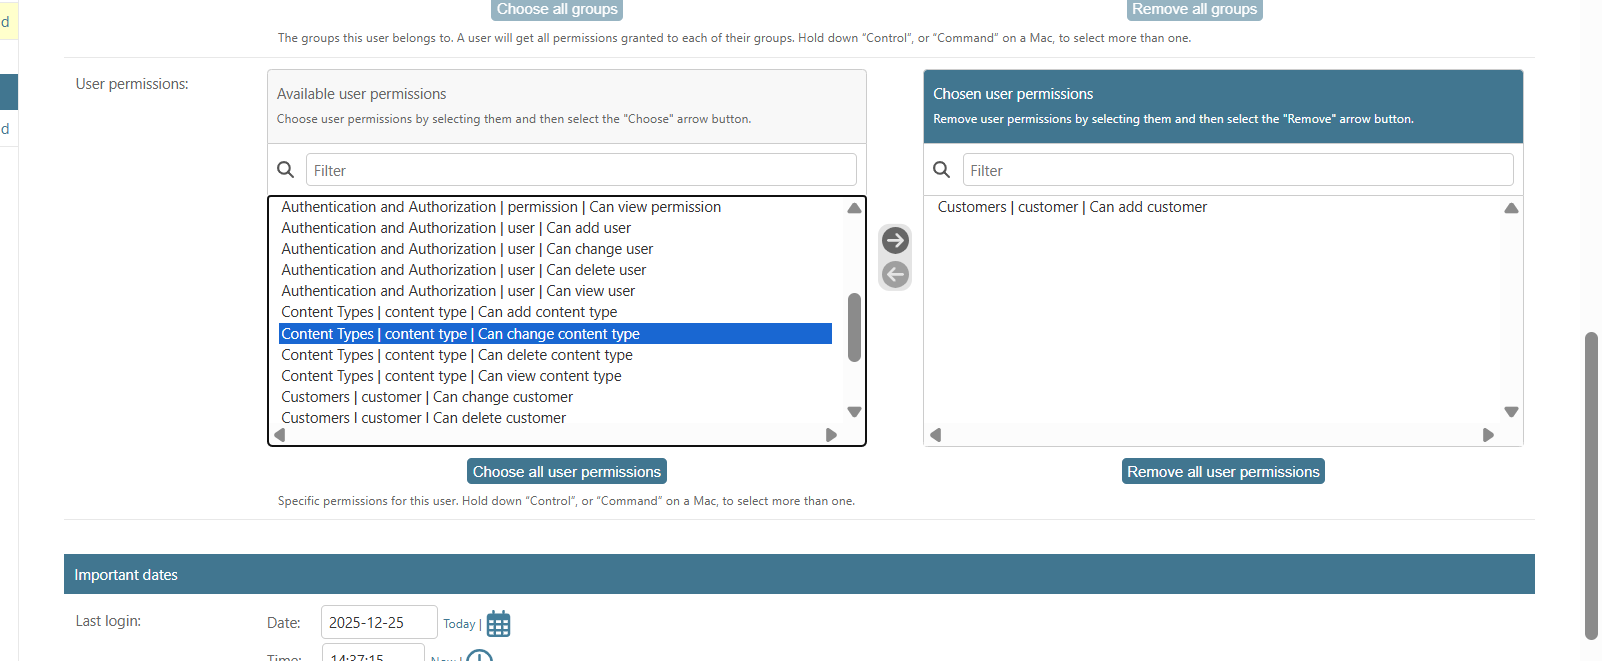 d
d
Choose all groups
Remove all groups
The groups this user belongs to. A user will get all permissions granted to each of their groups. Hold down “Control”, or “Command” on a Mac, to select more than one.
User permissions:
Available user permissions
Choose user permissions by selecting them and then select the "Choose" arrow button.
Filter
Authentication and Authorization | permission | Can view permission
Authentication and Authorization | user | Can add user
Authentication and Authorization | user | Can change user
Authentication and Authorization | user | Can delete user
Authentication and Authorization | user | Can view user
Content Types | content type | Can add content type
Content Types | content type | Can change content type
Content Types | content type | Can delete content type
Content Types | content type | Can view content type
Customers | customer | Can change customer
Customers | customer | Can delete customer
Choose all user permissions
Chosen user permissions
Remove user permissions by selecting them and then select the "Remove" arrow button.
Filter
Customers | customer | Can add customer
Remove all user permissions
Specific permissions for this user. Hold down “Control”, or “Command” on a Mac, to select more than one.
Important dates
Last login:
Date: 2025-12-25 Today |
Time: 14:37:15 Now |